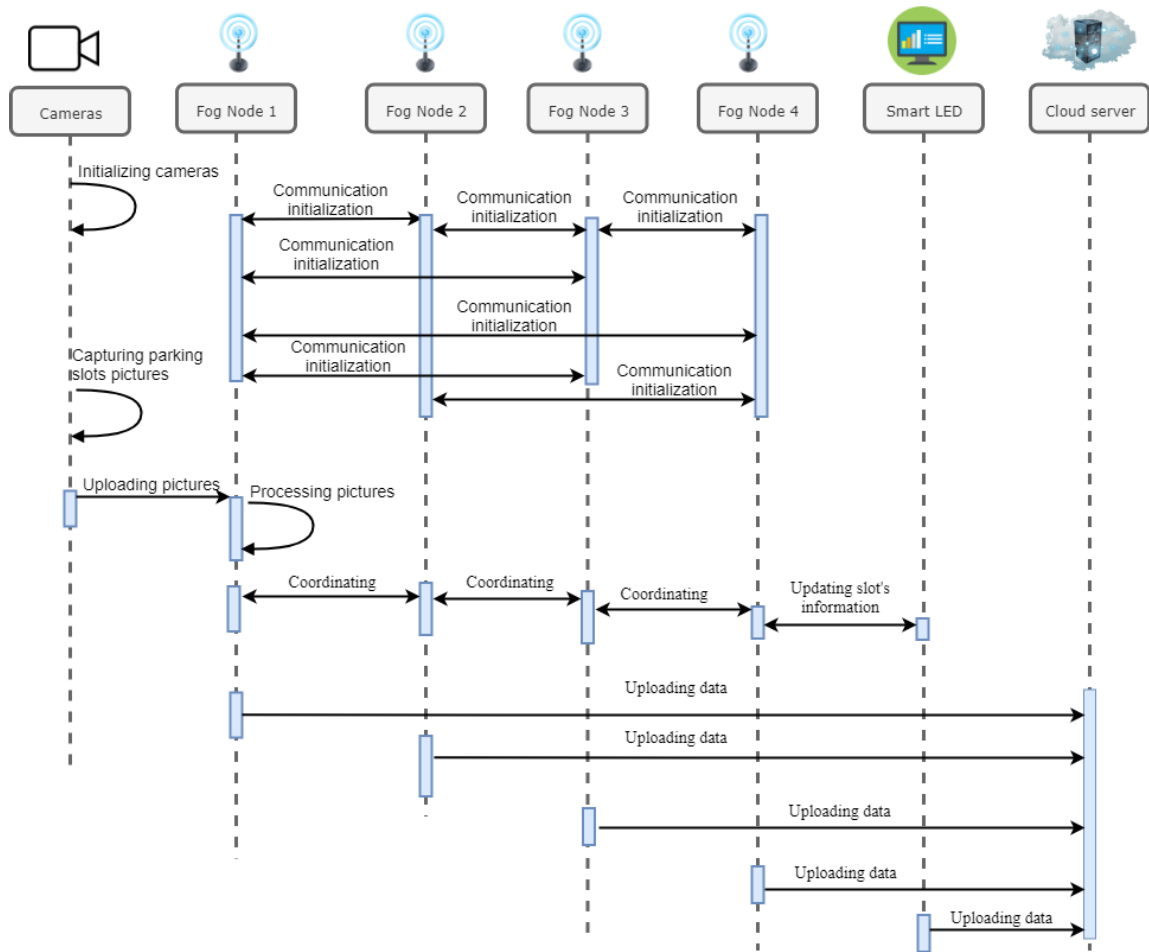 Cameras
Fog Node 1
Fog Node 2
Fog Node 3
Fog Node 4
Smart LED
Cloud server
Initializing cameras
Communication
initialization
Communication
initialization
Communication
initialization
Communication
initialization
Communication
initialization
Communication
initialization
Capturing parking
slots pictures
Communication
initialization
Uploading pictures
Processing pictures
Coordinating
Coordinating
Coordinating
Updating slot's
information
Uploading data
Uploading data
Uploading data
Uploading data
Uploading data